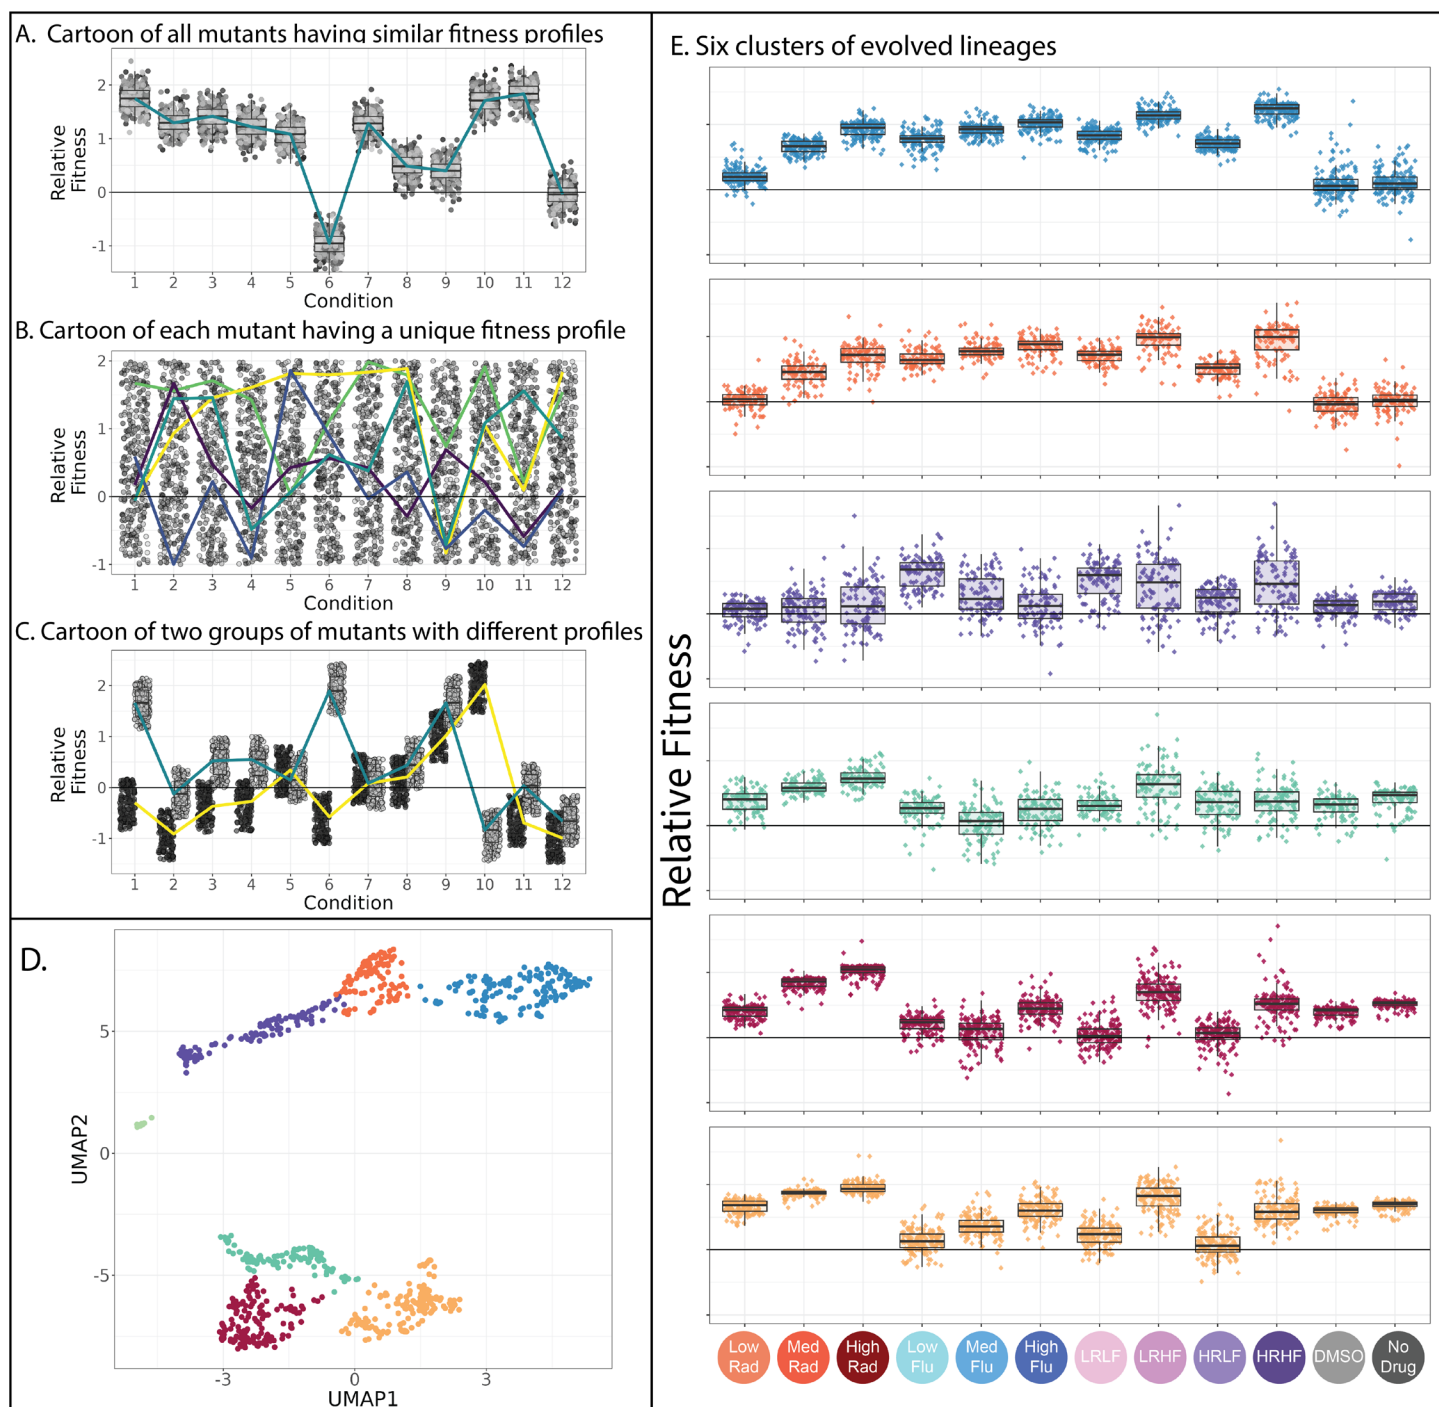 A. Cartoon of all mutants having similar fitness profiles
Relative
Fitness
2
1
0
-1
1 2 3 4 5 6 7 8 9 10 11 12
Condition
B. Cartoon of each mutant having a unique fitness profile
Relative
Fitness
2
1
0
-1
1 2 3 4 5 6 7 8 9 10 11 12
Condition
C. Cartoon of two groups of mutants with different profiles
Relative
Fitness
2
1
0
-1
1 2 3 4 5 6 7 8 9 10 11 12
Condition
D.
UMAP2
5
0
-5
-3 0 3
UMAP1
E. Six clusters of evolved lineages
Relative Fitness
Low
Rad
Med
Rad
High
Rad
Low
Flu
Med
Flu
High
Flu
LRLF
LRHF
HRLF
HRHF
DMSO
No
Drug